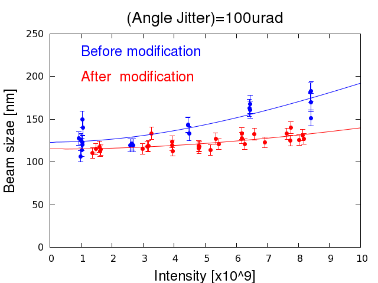 (Angle Jitter)=100urad
Before modification
After modification
250
200
150
100
50
0
Beam sizae [nm]
0 1 2 3 4 5 6 7 8 9 10
Intensity [x10^9]